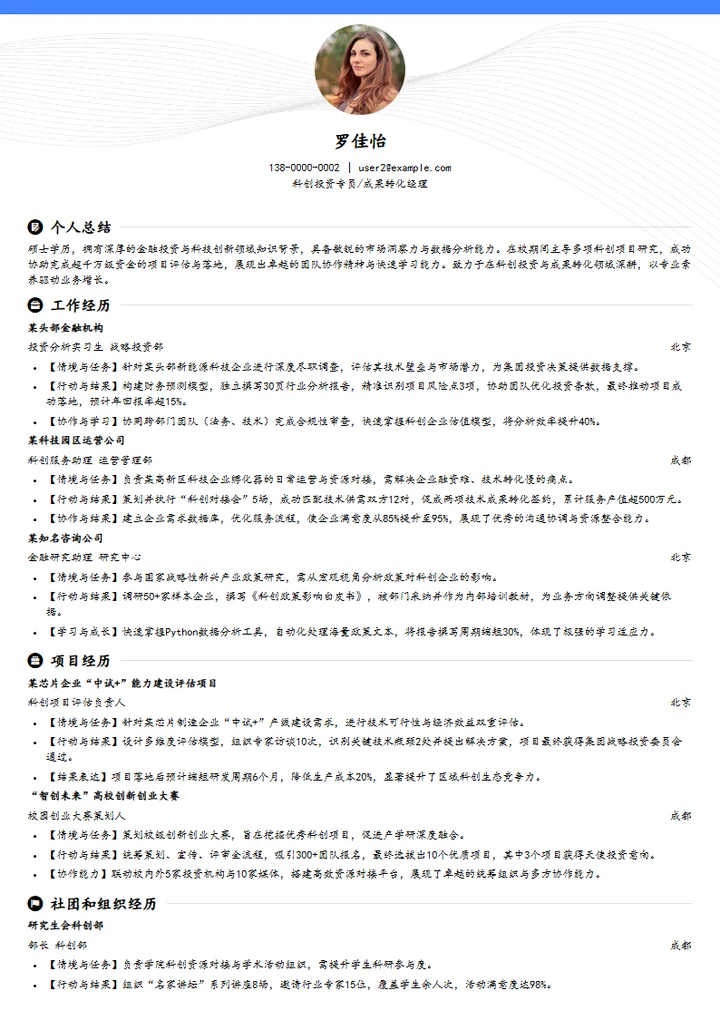 罗佳怡
138-0000-0002 | user2@example.com
科创投资专员/成果转化经理
个人总结
硕士学历，拥有深厚的金融投资与科技创新领域知识背景，具备敏锐的市场洞察力与数据分析能力。在校期间主导多项科创项目研究，成功
协助完成超千万级资金的项目评估与落地，展现出卓越的团队协作精神与快速学习能力。致力于在科创投资与成果转化领域深耕，以专业素
养驱动业务增长。
工作经历
某头部金融机构
投资分析实习生 战略投资部 北京
• 【情境与任务】针对某头部新能源科技企业进行深度尽职调查，评估其技术壁垒与市场潜力，为集团投资决策提供数据支撑。
• 【行动与结果】构建财务预测模型，独立撰写30页行业分析报告，精准识别项目风险点3项，协助团队优化投资条款，最终推动项目成
功落地，预计年回报率超15%。
• 【协作与学习】协同跨部门团队（法务、技术）完成合规性审查，快速掌握科创企业估值模型，将分析效率提升40%。
某科技园区运营公司
科创服务助理 运营管理部 成都
• 【情境与任务】负责某高新区科技企业孵化器的日常运营与资源对接，需解决企业融资难、技术转化慢的痛点。
• 【行动与结果】策划并执行“科创对接会”5场，成功匹配技术供需双方12对，促成两项技术成果转化签约，累计服务产值超500万元。
• 【协作与结果】建立企业需求数据库，优化服务流程，使企业满意度从85%提升至95%，展现了优秀的沟通协调与资源整合能力。
某知名咨询公司
金融研究助理 研究中心 北京
• 【情境与任务】参与国家战略性新兴产业政策研究，需从宏观视角分析政策对科创企业的影响。
• 【行动与结果】调研50+家样本企业，撰写《科创政策影响白皮书》，被部门采纳并作为内部培训教材，为业务方向调整提供关键依
据。
• 【学习与成长】快速掌握Python数据分析工具，自动化处理海量政策文本，将报告撰写周期缩短30%，体现了极强的学习适应力。
项目经历
某芯片企业“中试+”能力建设评估项目
科创项目评估负责人 北京
• 【情境与任务】针对某芯片制造企业“中试+”产线建设需求，进行技术可行性与经济效益双重评估。
• 【行动与结果】设计多维度评估模型，组织专家访谈10次，识别关键技术瓶颈2处并提出解决方案，项目最终获得集团战略投资委员会
通过。
• 【结果表达】项目落地后预计缩短研发周期6个月，降低生产成本20%，显著提升了区域科创生态竞争力。
“智创未来”高校创新创业大赛
校园创业大赛策划人 成都
• 【情境与任务】策划校级创新创业大赛，旨在挖掘优秀科创项目，促进产学研深度融合。
• 【行动与结果】统筹策划、宣传、评审全流程，吸引300+团队报名，最终选拔出10个优质项目，其中3个项目获得天使投资意向。
• 【协作能力】联动校内外5家投资机构与10家媒体，搭建高效资源对接平台，展现了卓越的统筹组织与多方协作能力。
社团和组织经历
研究生会科创部
部长 科创部 成都
• 【情境与任务】负责学院科创资源对接与学术活动组织，需提升学生科研参与度。
• 【行动与结果】组织“名家讲坛”系列讲座8场，邀请行业专家15位，覆盖学生余人次，活动满意度达98%。